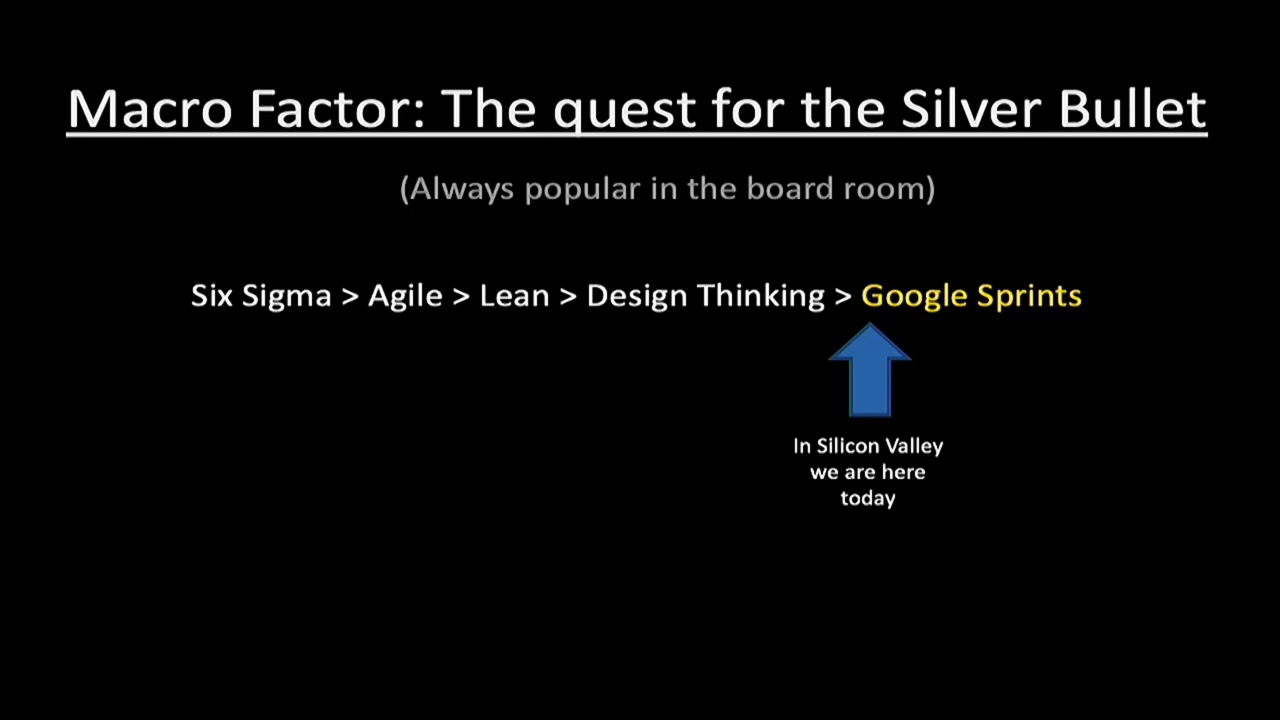 Macro Factor: The quest for the Silver Bullet
(Always popular in the board room)
Six Sigma > Agile > Lean > Design Thinking > Google Sprints
In Silicon Valley
we are here
today